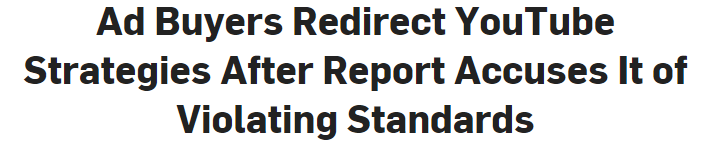 Ad Buyers Redirect YouTube
Strategies After Report Accuses It of
Violating Standards